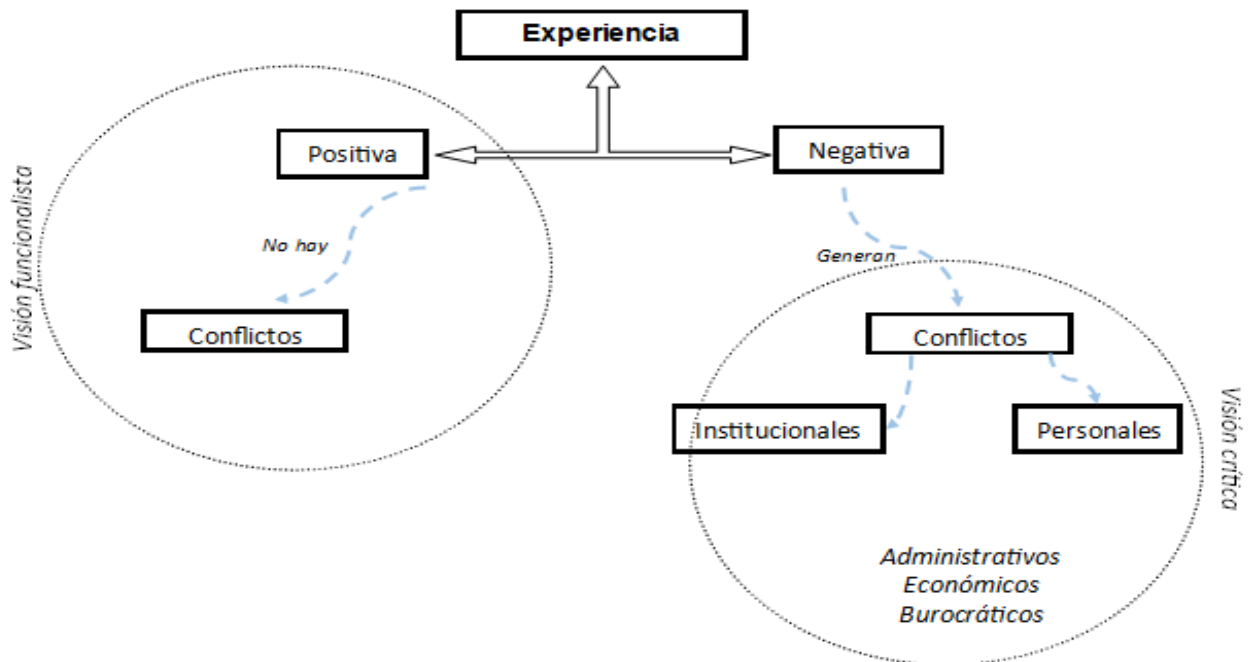 Experiencia
Positiva
Negativa
Visión funcionalista
No hay
Generan
Conflictos
Conflictos
Institucionales
Personales
Visión crítica
Administrativos
Económicos
Burocráticos